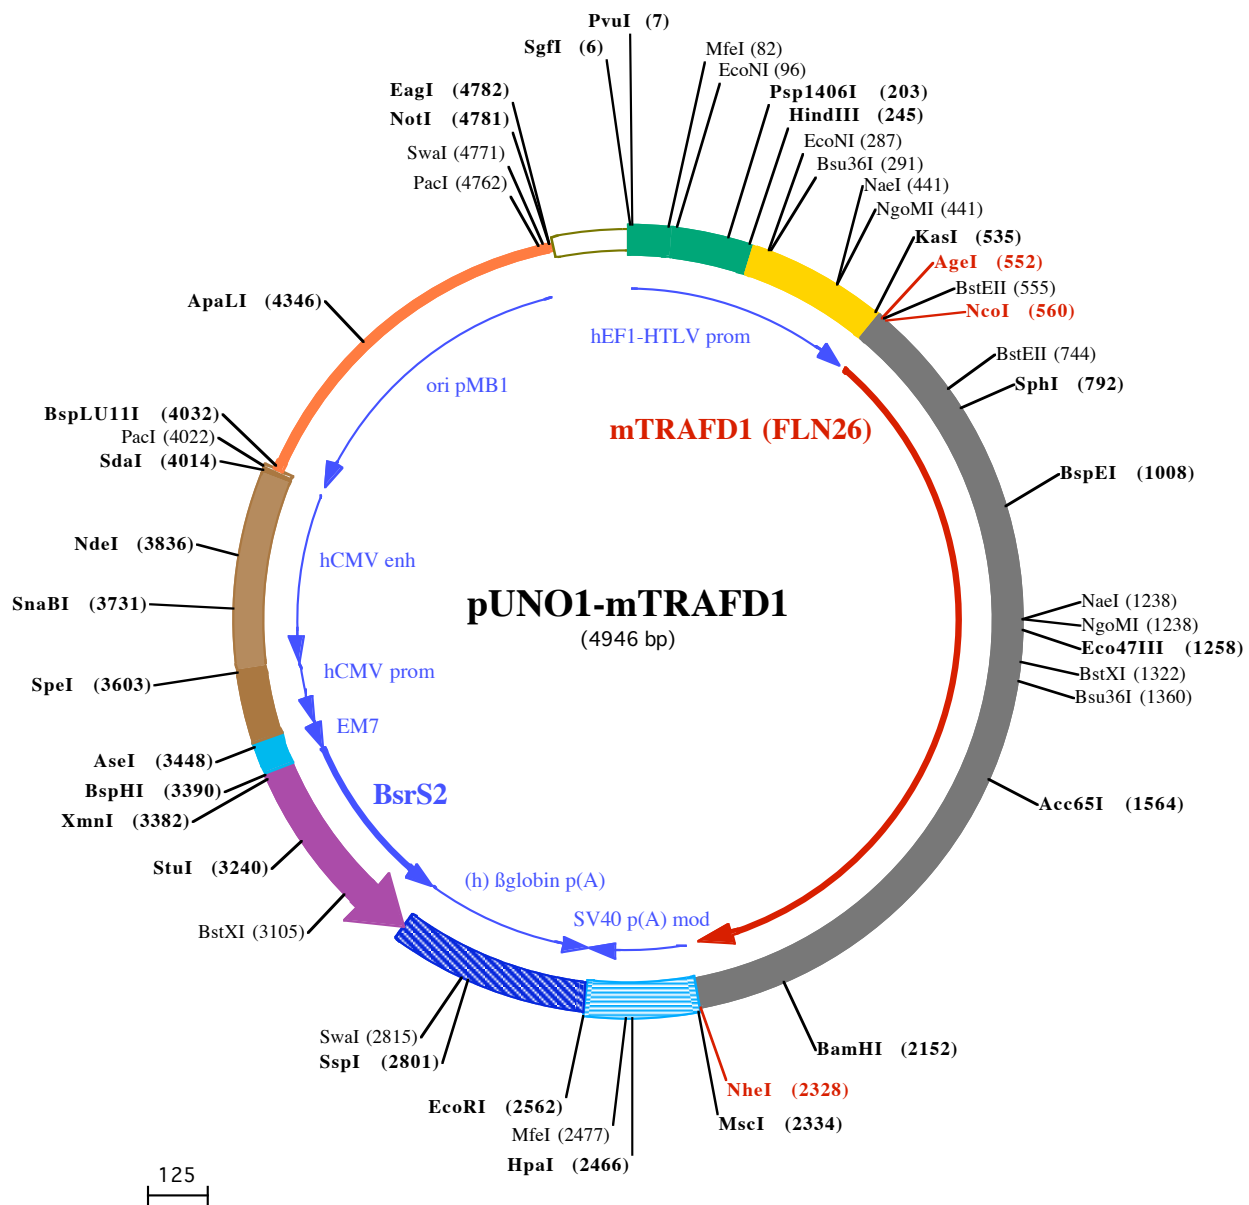 PvuI (7)
SgfI (6)
MfeI (82)
EcoNI (96)
EagI (4782)
Psp1406I (203)
NotI (4781)
HindIII (245)
SwaI (4771)
EcoNI (287)
Bsu36I (291)
PacI (4762)
NaeI (441)
NgoMI (441)
KasI (535)
AgeI (552)
BstEII (555)
ApaLI (4346)
NcoI (560)
hEF1-HTLV prom
BstEII (744)
ori pMB1
SphI (792)
BspLU11I (4032)
mTRAFD1 (FLN26)
PacI (4022)
SdaI (4014)
BspEI (1008)
NdeI (3836)
hCMV enh
SnaBI (3731)
pUNO1-mTRAFD1
NaeI (1238)
NgoMI (1238)
(4946 bp)
Eco47III (1258)
hCMV prom
BstXI (1322)
SpeI (3603)
Bsu36I (1360)
EM7
AseI (3448)
BspHI (3390)
BsrS2
Acc65I (1564)
XmnI (3382)
StuI (3240)
(h) ßglobin p(A)
SV40 p(A) mod
BstXI (3105)
SwaI (2815)
BamHI (2152)
SspI (2801)
NheI (2328)
EcoRI (2562)
MscI (2334)
MfeI (2477)
HpaI (2466)
125